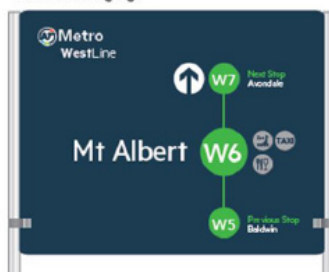 Metro
WestLine
W7
Next Stop
Avondale
Mt Albert
W6
TAXI
W5
Previous Stop
Baldwin